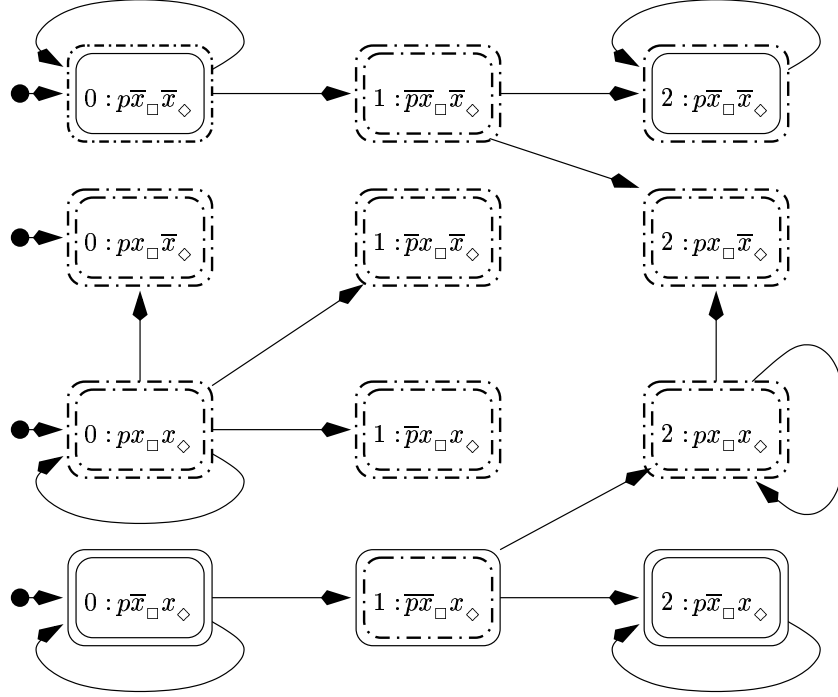 0 : p x̅□ x̅◇
1 : p̅ x̅□ x̅◇
2 : p x̅□ x̅◇
0 : p x□ x̅◇
1 : p̅ x□ x̅◇
2 : p x□ x̅◇
0 : p x□ x◇
1 : p̅ x□ x◇
2 : p x□ x◇
0 : p x̅□ x◇
1 : p̅ x̅□ x◇
2 : p x̅□ x◇